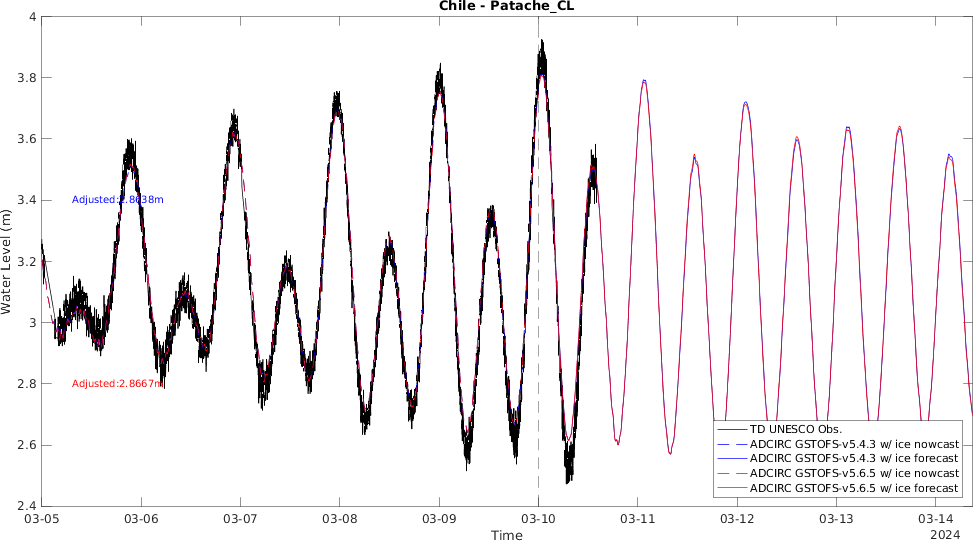 Chile - Patache_CL
4
3.8
3.6
3.4
3.2
3
2.8
2.6
2.4
Water Level (m)
Adjusted:2.8638m
Adjusted:2.8667m
TD UNESCO Obs.
ADCIRC GSTOFS-v5.4.3 w/ ice nowcast
ADCIRC GSTOFS-v5.4.3 w/ ice forecast
ADCIRC GSTOFS-v5.6.5 w/ ice nowcast
ADCIRC GSTOFS-v5.6.5 w/ ice forecast
03-05 03-06 03-07 03-08 03-09 03-10 03-11 03-12 03-13 03-14
Time
2024